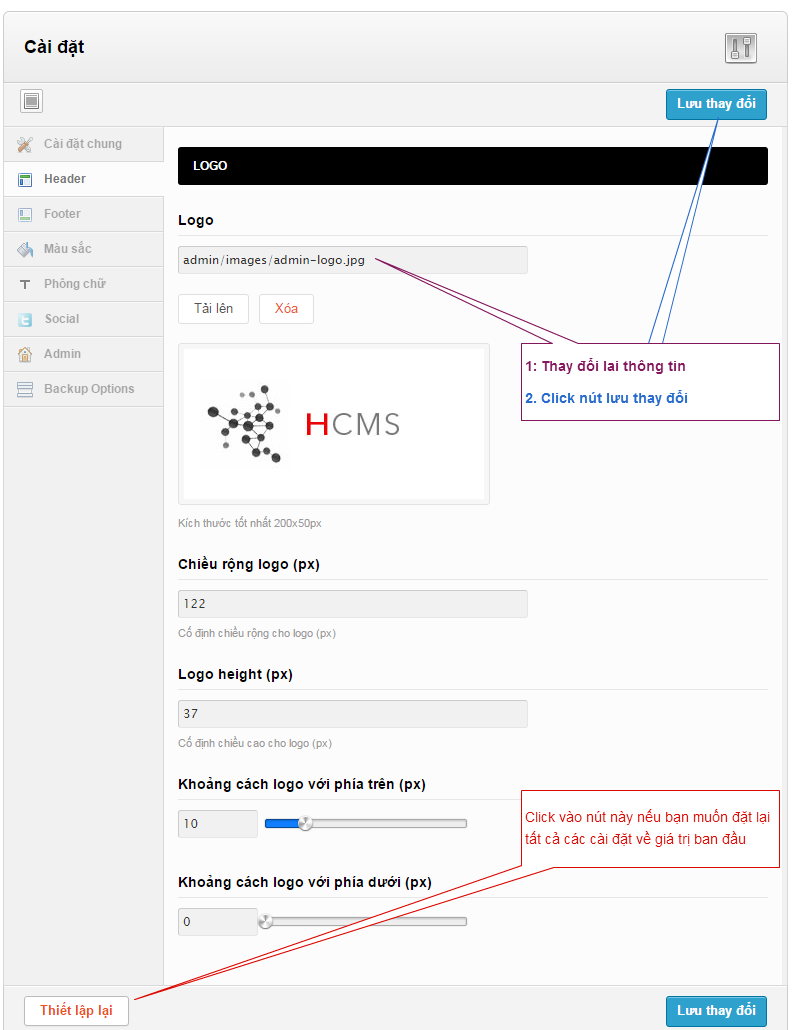 Cài đặt
Lưu thay đổi
Cài đặt chung
Header
Footer
Màu sắc
Phông chữ
Social
Admin
Backup Options
LOGO
Logo
admin/images/admin-logo.jpg
Tải lên
Xóa
1: Thay đổi lai thông tin
2. Click nút lưu thay đổi
HCMS
Kích thước tốt nhất 200x50px
Chiều rộng logo (px)
122
Cố định chiều rộng cho logo (px)
Logo height (px)
37
Cố định chiều cao cho logo (px)
Khoảng cách logo với phía trên (px)
10
Click vào nút này nếu bạn muốn đặt lại
tất cả các cài đặt về giá trị ban đầu
Khoảng cách logo với phía dưới (px)
0
Thiết lập lại
Lưu thay đổi